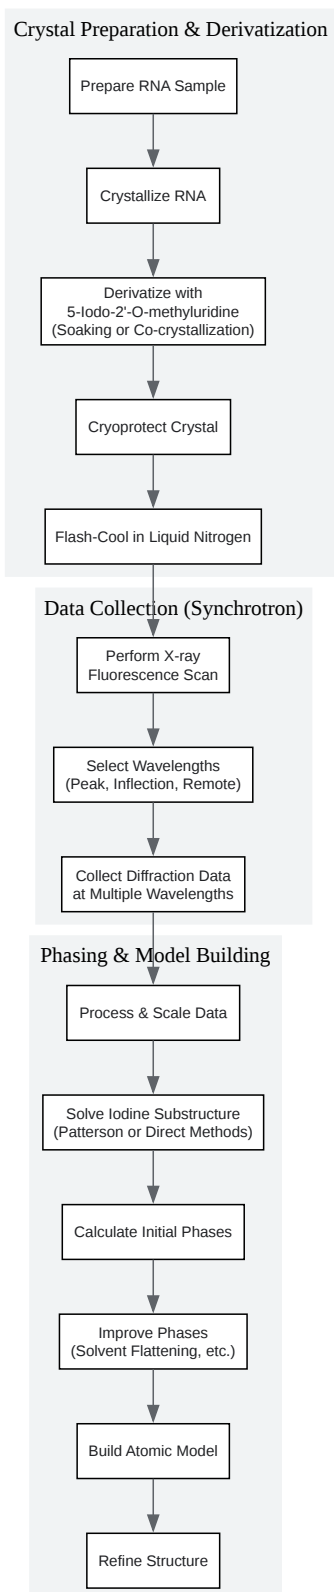 Crystal Preparation & Derivatization
Prepare RNA Sample
Crystallize RNA
Derivatize with
5-Iodo-2'-O-methyluridine
(Soaking or Co-crystallization)
Cryoprotect Crystal
Flash-Cool in Liquid Nitrogen
Data Collection (Synchrotron)
Perform X-ray
Fluorescence Scan
Select Wavelengths
(Peak, Inflection, Remote)
Collect Diffraction Data
at Multiple Wavelengths
Phasing & Model Building
Process & Scale Data
Solve Iodine Substructure
(Patterson or Direct Methods)
Calculate Initial Phases
Improve Phases
(Solvent Flattening, etc.)
Build Atomic Model
Refine Structure